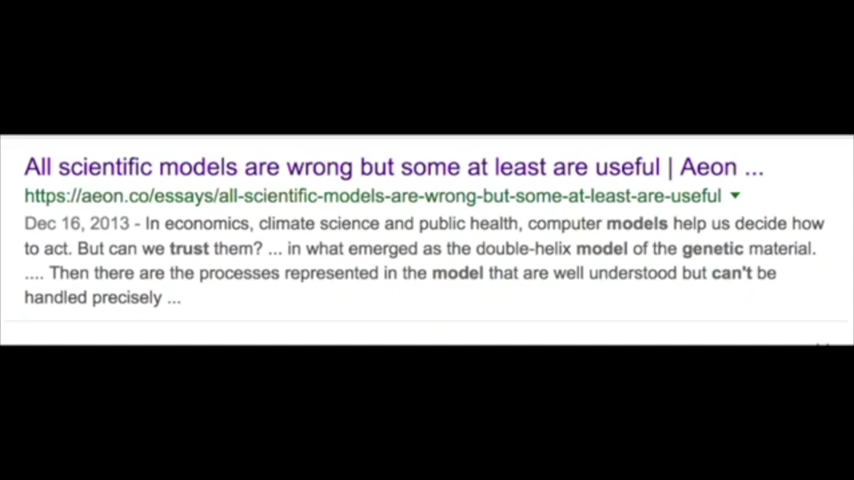 All scientific models are wrong but some at least are useful | Aeon ...
https://aeon.co/essays/all-scientific-models-are-wrong-but-some-at-least-are-useful
Dec 16, 2013 - In economics, climate science and public health, computer models help us decide how
to act. But can we trust them? ... in what emerged as the double-helix model of the genetic material.
.... Then there are the processes represented in the model that are well understood but can't be
handled precisely ...